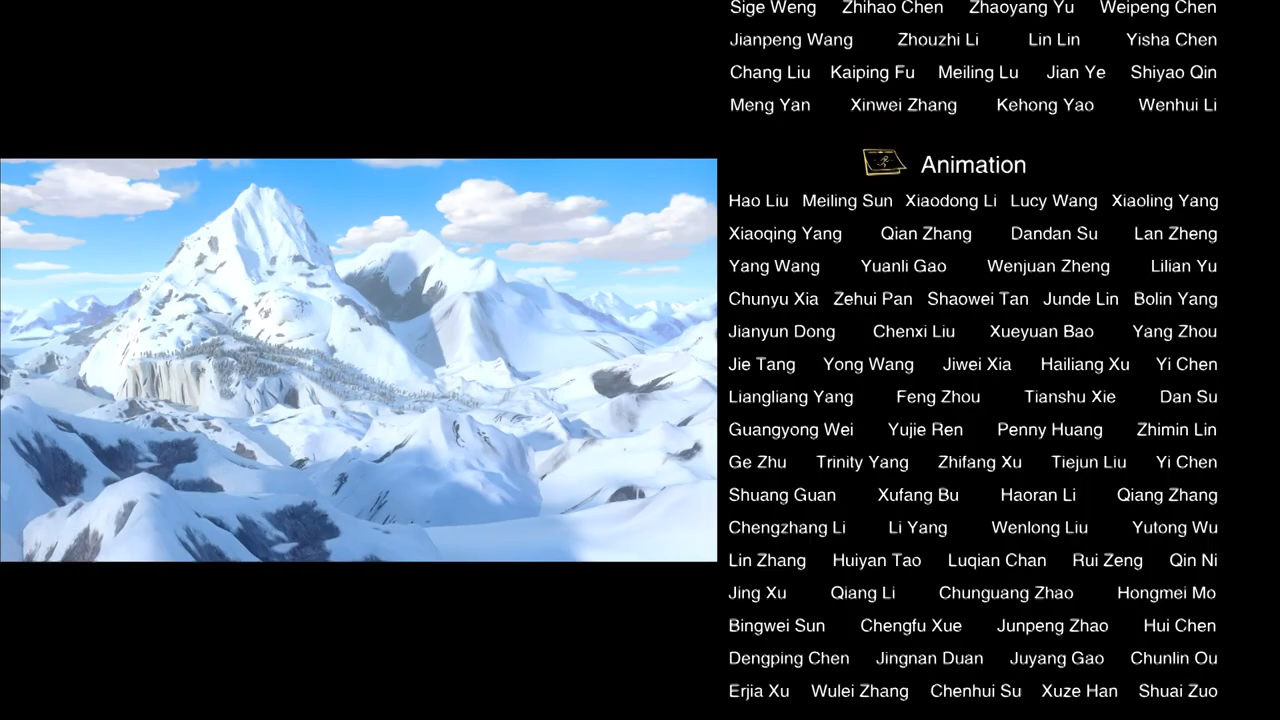 Sige Weng Zhihao Chen Zhaoyang Yu Weipeng Chen
Jianpeng Wang Zhouzhi Li Lin Lin Yisha Chen
Chang Liu Kaiping Fu Meiling Lu Jian Ye Shiyao Qin
Meng Yan Xinwei Zhang Kehong Yao Wenhui Li
Animation
Hao Liu Meiling Sun Xiaodong Li Lucy Wang Xiaoling Yang
Xiaoqing Yang Qian Zhang Dandan Su Lan Zheng
Yang Wang Yuanli Gao Wenjuan Zheng Lilian Yu
Chunyu Xia Zehui Pan Shaowei Tan Junde Lin Bolin Yang
Jianyun Dong Chenxi Liu Xueyuan Bao Yang Zhou
Jie Tang Yong Wang Jiwei Xia Hailiang Xu Yi Chen
Liangliang Yang Feng Zhou Tianshu Xie Dan Su
Guangyong Wei Yujie Ren Penny Huang Zhimin Lin
Ge Zhu Trinity Yang Zhifang Xu Tiejun Liu Yi Chen
Shuang Guan Xufang Bu Haoran Li Qiang Zhang
Chengzhang Li Li Yang Wenlong Liu Yutong Wu
Lin Zhang Huiyan Tao Luqian Chan Rui Zeng Qin Ni
Jing Xu Qiang Li Chunguang Zhao Hongmei Mo
Bingwei Sun Chengfu Xue Junpeng Zhao Hui Chen
Dengping Chen Jingnan Duan Juyang Gao Chunlin Ou
Erjia Xu Wulei Zhang Chenhui Su Xuze Han Shuai Zuo